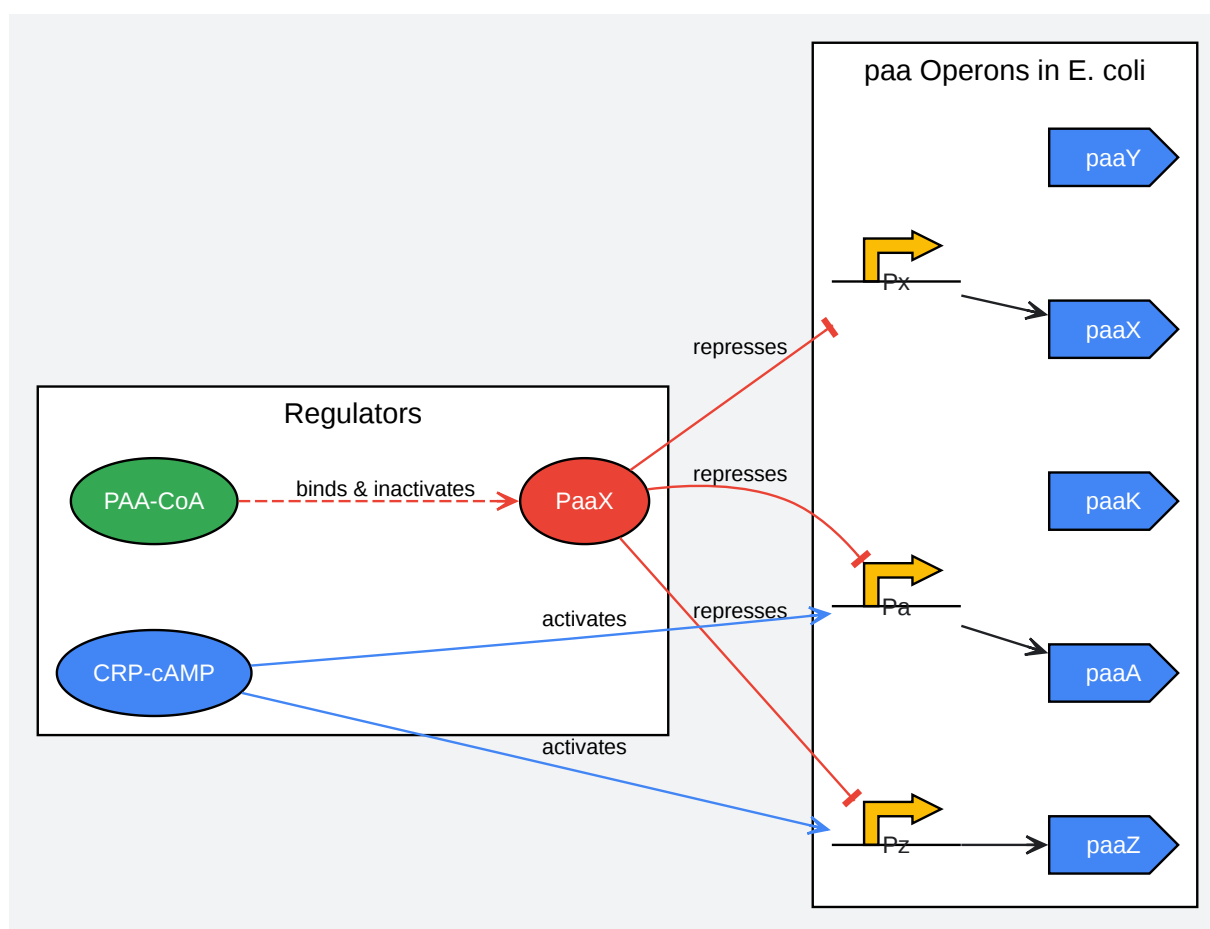 paa Operons in E. coli
paaY
Px
paaX
represses
Regulators
represses
PAA-CoA
binds & inactivates
PaaX
paaK
Pa
activates
represses
CRP-cAMP
paaA
activates
Pz
paaZ